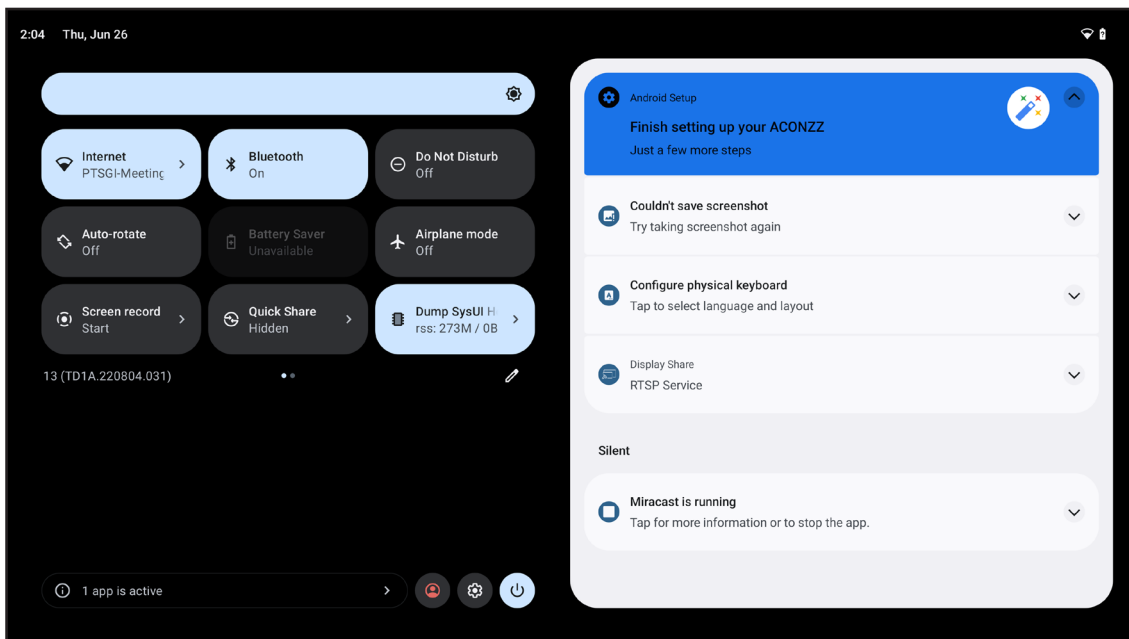 2:04 Thu, Jun 26
Internet
PTSGI-Meeting
Bluetooth
On
Do Not Disturb
Off
Auto-rotate
Off
Battery Saver
Unavailable
Airplane mode
Off
Screen record
Start
Quick Share
Hidden
Dump SysUI H
rss: 273M / 0B
13 (TD1A.220804.031)
1 app is active
Android Setup
Finish setting up your ACONZZ
Just a few more steps
Couldn't save screenshot
Try taking screenshot again
Configure physical keyboard
Tap to select language and layout
Display Share
RTSP Service
Silent
Miracast is running
Tap for more information or to stop the app.